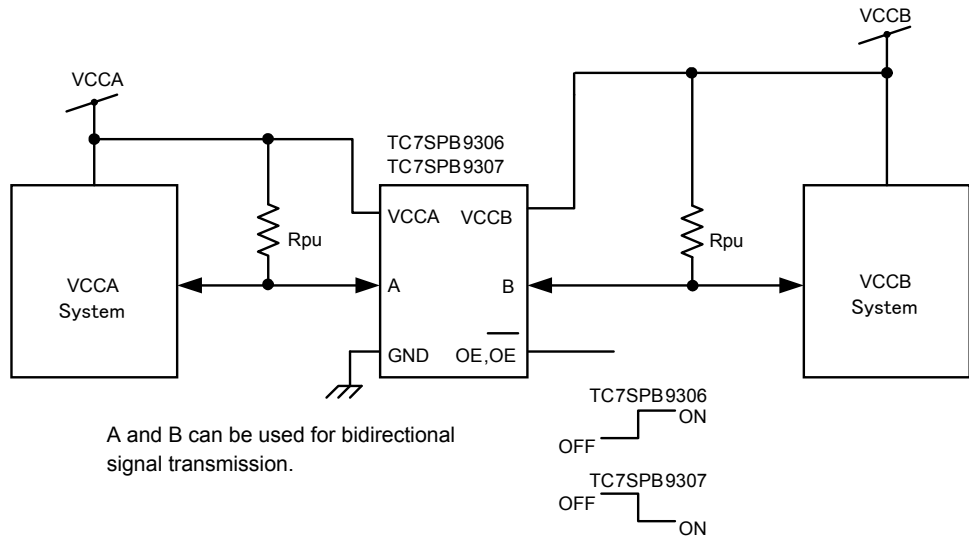 VCCB
VCCA
TC7SPB9306
TC7SPB9307
VCCA VCCB
Rpu
Rpu
VCCA
System
A B
VCCB
System
GND OE,OE
A and B can be used for bidirectional
signal transmission.
TC7SPB9306
ON
OFF
TC7SPB9307
OFF
ON